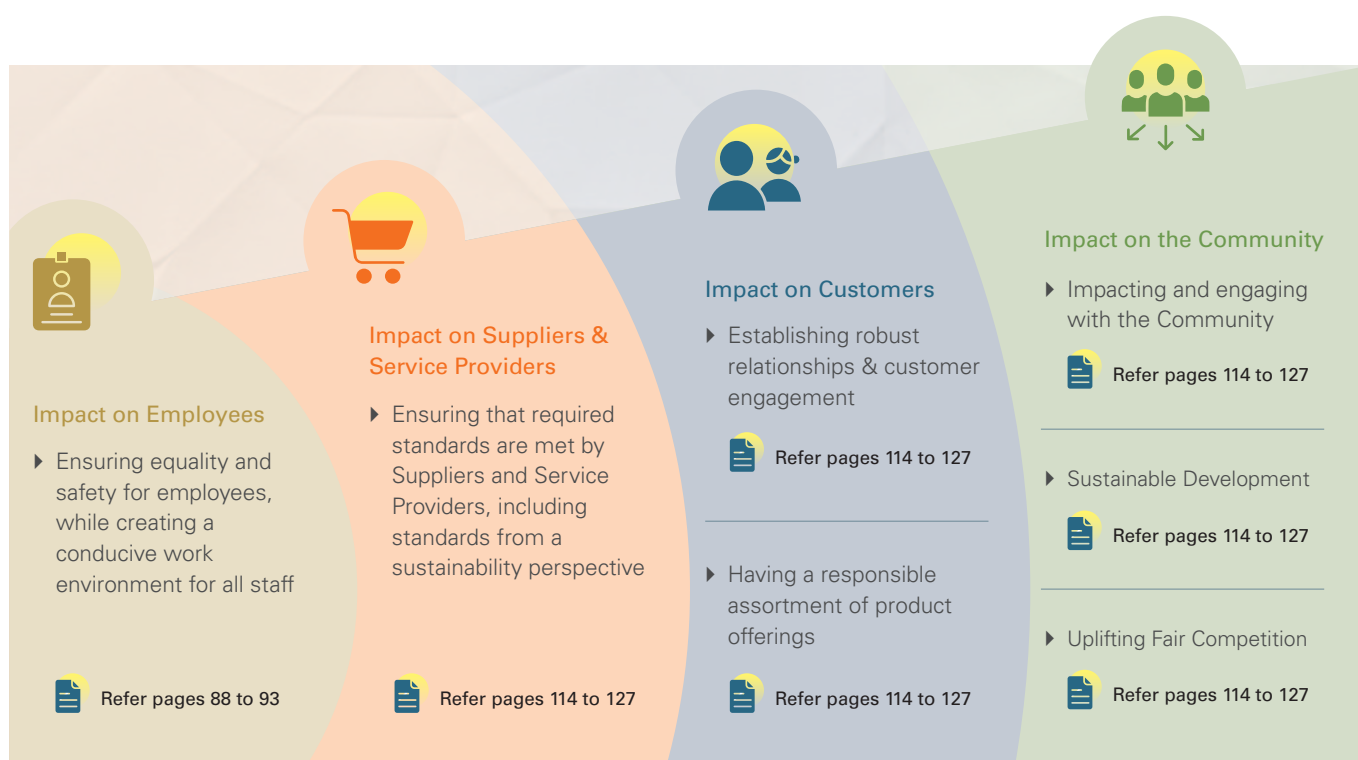 Impact on Employees
Ensuring equality and
safety for employees,
while creating a
conducive work
environment for all staff
Refer pages 88 to 93
Impact on Suppliers &
Service Providers
Ensuring that required
standards are met by
Suppliers and Service
Providers, including
standards from a
sustainability perspective
Refer pages 114 to 127
Impact on Customers
Establishing robust
relationships & customer
engagement
Refer pages 114 to 127
Having a responsible
assortment of product
offerings
Refer pages 114 to 127
Impact on the Community
Impacting and engaging
with the Community
Refer pages 114 to 127
Sustainable Development
Refer pages 114 to 127
Uplifting Fair Competition
Refer pages 114 to 127